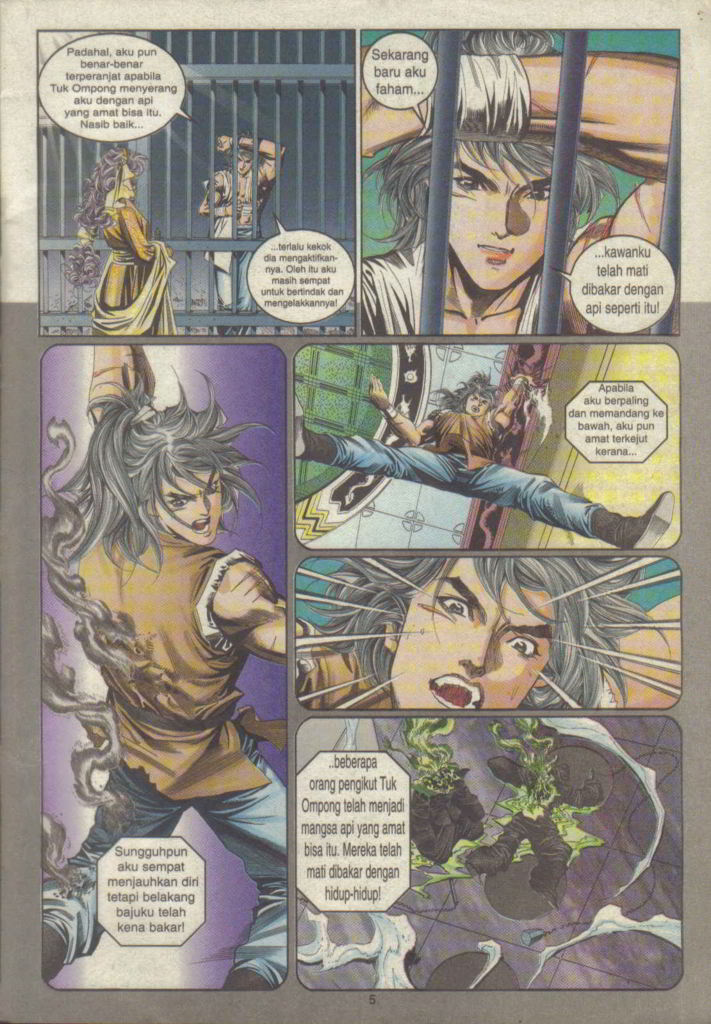 Padahal, aku pun
benar-benar
terperanjat apabila
Tuk Ompong menyerang
aku dengan api
yang amat bisa itu.
Nasib baik...
...terlalu kekok
dia mengaktifkan-
nya. Oleh itu aku
masih sempat
untuk bertindak dan
mengelakkannya!
Sekarang
baru aku
faham...
...kawanku
telah mati
dibakar dengan
api seperti itu!
Sungguhpun
aku sempat
menjauhkan diri
tetapi belakang
bajuku telah
kena bakar!
Apabila
aku berpaling
dan memandang ke
bawah, aku pun
amat terkejut
kerana...
..beberapa
orang pengikut Tuk
Ompong telah menjadi
mangsa api yang amat
bisa itu. Mereka telah
mati dibakar dengan
hidup-hidup!
5